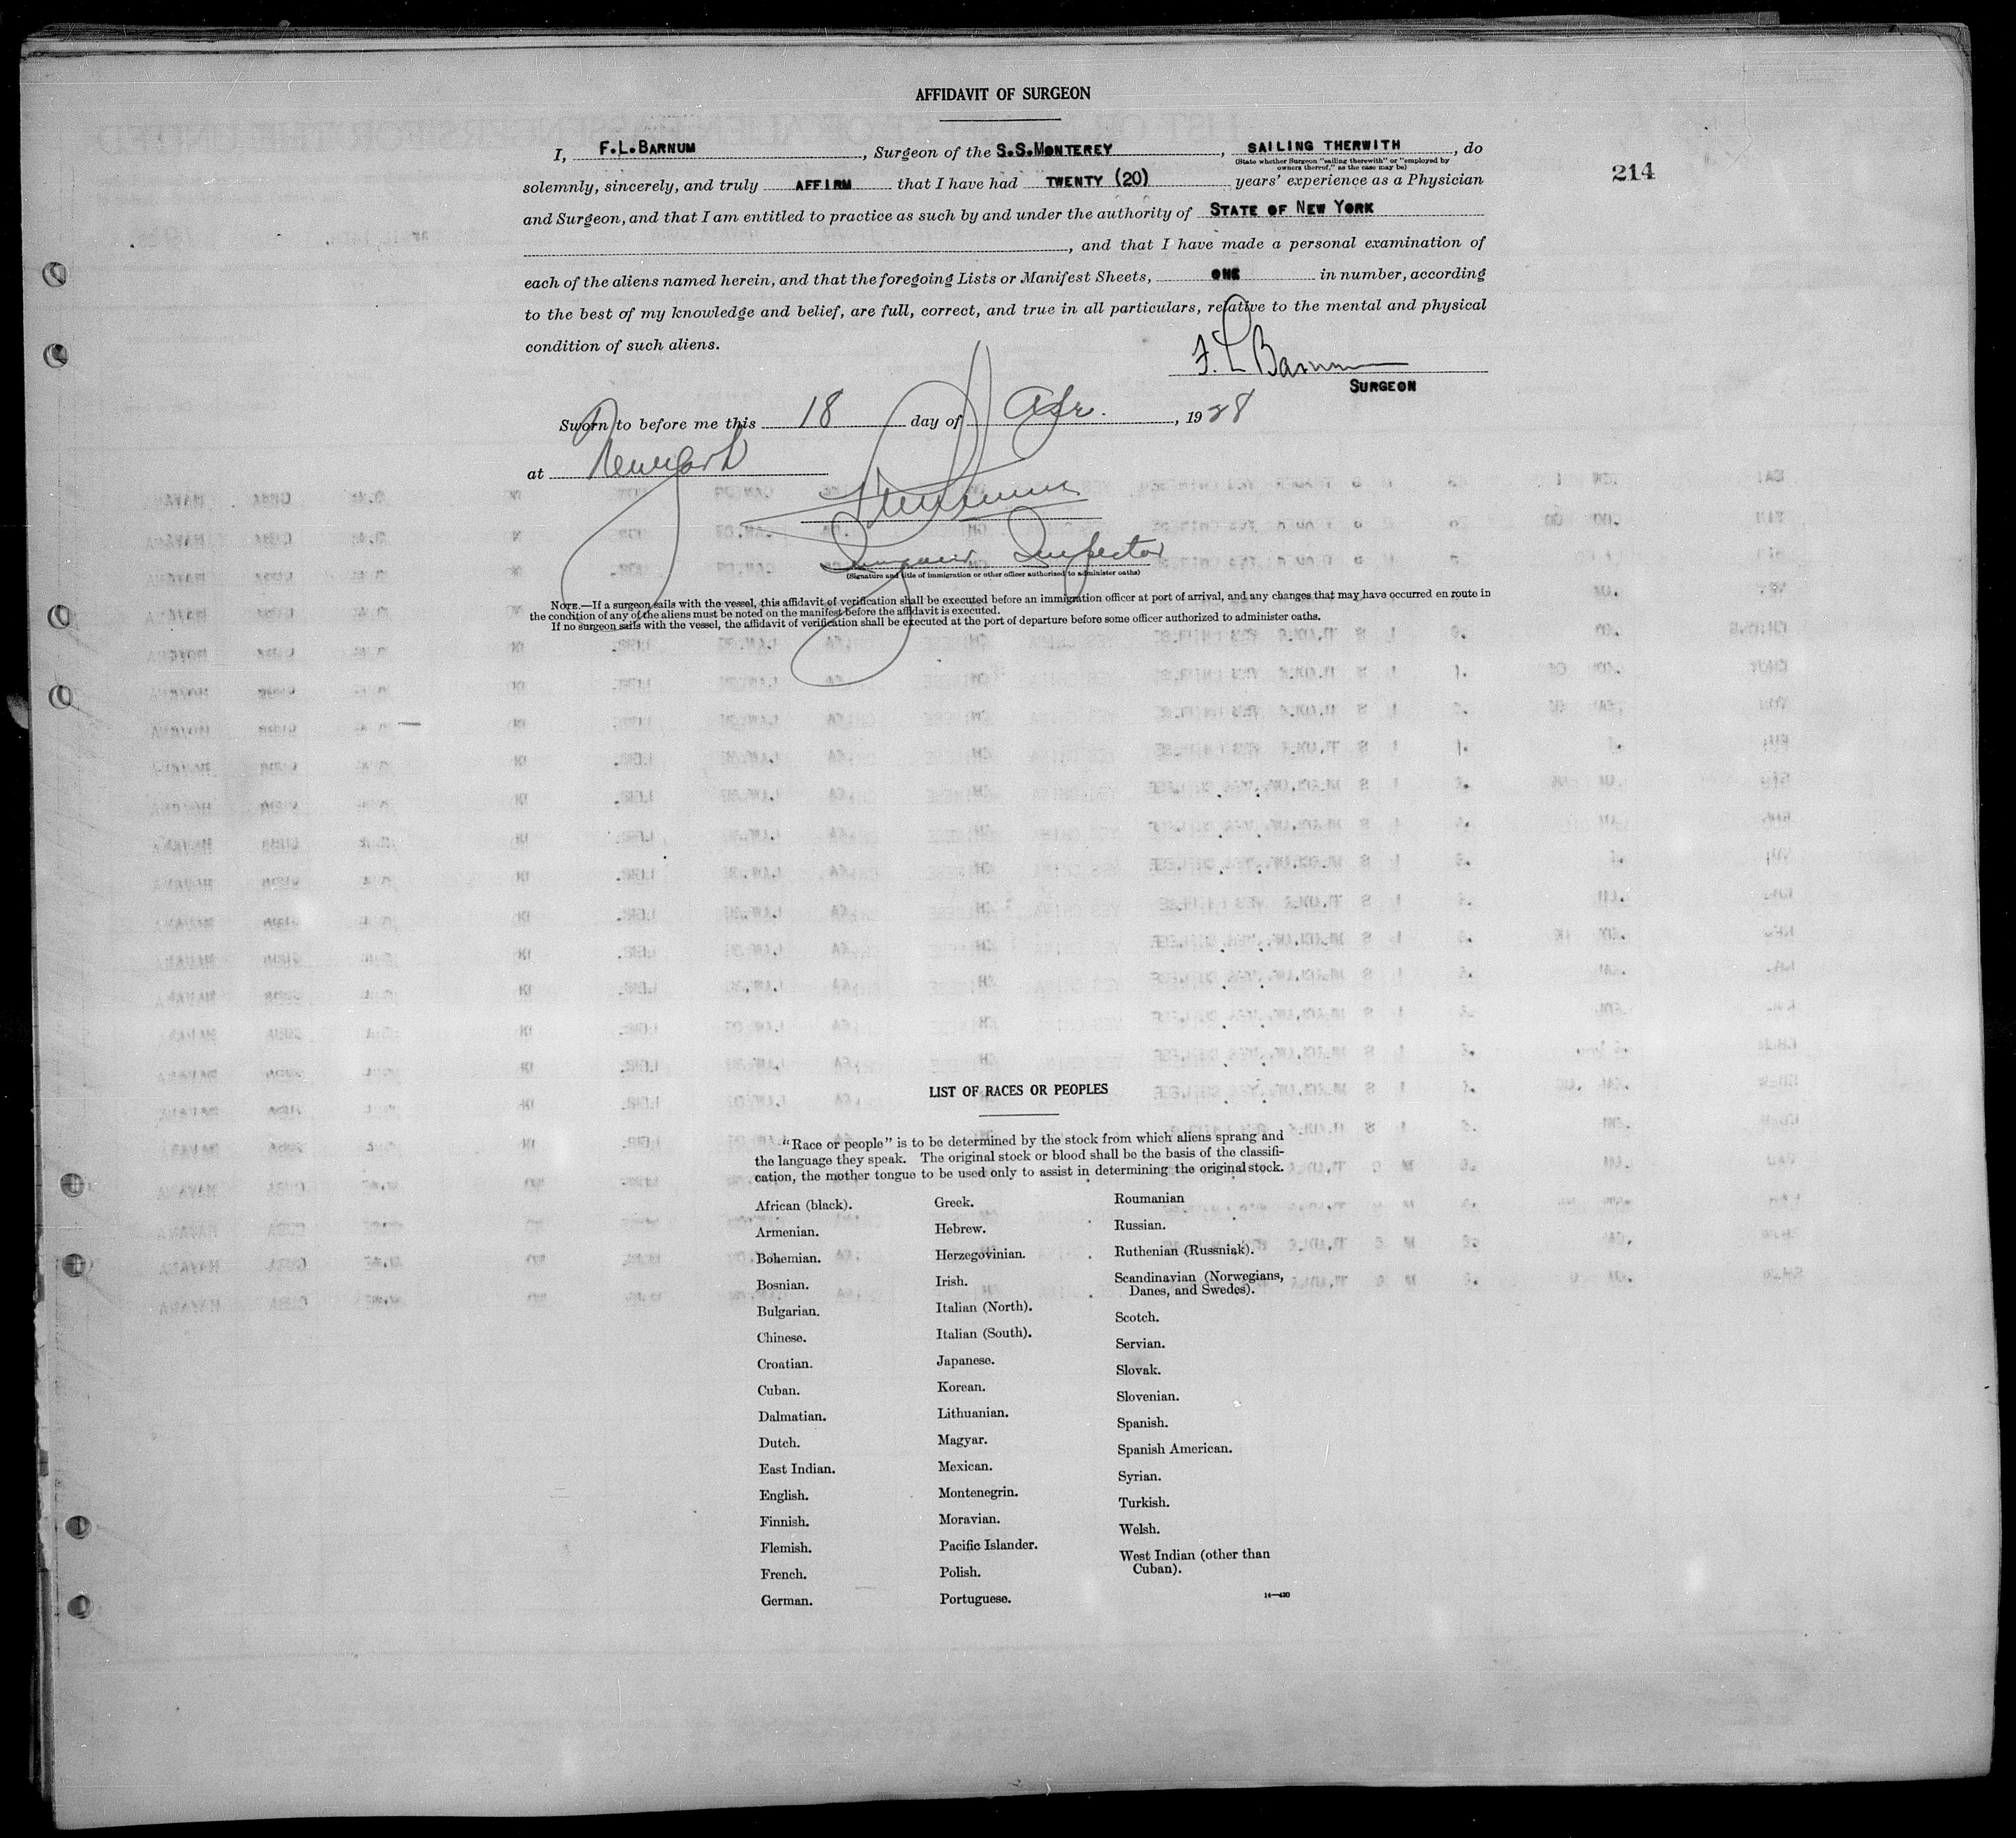 AFFIDAVIT OF SURGEON
I, F.L.BARNUM, Surgeon of the S.S.MONTEREY, SAILING THERWITH, do
(State whether Surgeon "sailing therewith" or "employed by
owners thereof," as the case may be)
214
solemnly, sincerely, and truly AFFIRM that I have had TWENTY (20) years' experience as a Physician
and Surgeon, and that I am entitled to practice as such by and under the authority of STATE OF NEW YORK
, and that I have made a personal examination of
each of the aliens named herein, and that the foregoing Lists or Manifest Sheets, ONE in number, according
to the best of my knowledge and belief, are full, correct, and true in all particulars, relative to the mental and physical
condition of such aliens.
F. L Barnum
SURGEON
Sworn to before me this 18 day of Apr., 1928
at New York
Inspector
(Signature and title of immigration or other officer authorized to administer oaths)
NOTE.—If a surgeon sails with the vessel, this affidavit of verification shall be executed before an immigration officer at port of arrival, and any changes that may have occurred en route in
the condition of any of the aliens must be noted on the manifest before the affidavit is executed.
If no surgeon sails with the vessel, the affidavit of verification shall be executed at the port of departure before some officer authorized to administer oaths.
LIST OF RACES OR PEOPLES
"Race or people" is to be determined by the stock from which aliens sprang and
the language they speak. The original stock or blood shall be the basis of the classifi-
cation, the mother tongue to be used only to assist in determining the original stock.
African (black).
Armenian.
Bohemian.
Bosnian.
Bulgarian.
Chinese.
Croatian.
Cuban.
Dalmatian.
Dutch.
East Indian.
English.
Finnish.
Flemish.
French.
German.
Greek.
Hebrew.
Herzegovinian.
Irish.
Italian (North).
Italian (South).
Japanese.
Korean.
Lithuanian.
Magyar.
Mexican.
Montenegrin.
Moravian.
Pacific Islander.
Polish.
Portuguese.
Roumanian
Russian.
Ruthenian (Russniak).
Scandinavian (Norwegians,
Danes, and Swedes).
Scotch.
Servian.
Slovak.
Slovenian.
Spanish.
Spanish American.
Syrian.
Turkish.
Welsh.
West Indian (other than
Cuban).
14—430